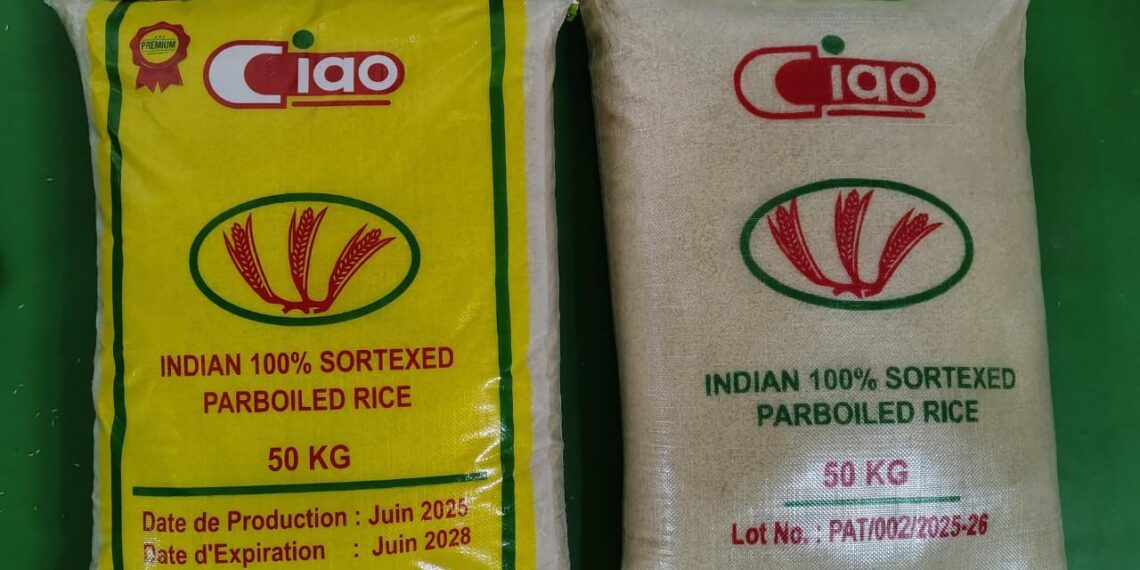 PREMIUM
Ciao
INDIAN 100% SORTEXED
PARBOILED RICE
50 KG
Date de Production : Juin 2025
Date d'Expiration : Juin 2028
Ciao
INDIAN 100% SORTEXED
PARBOILED RICE
50 KG
Lot No. : PAT/002/2025-26